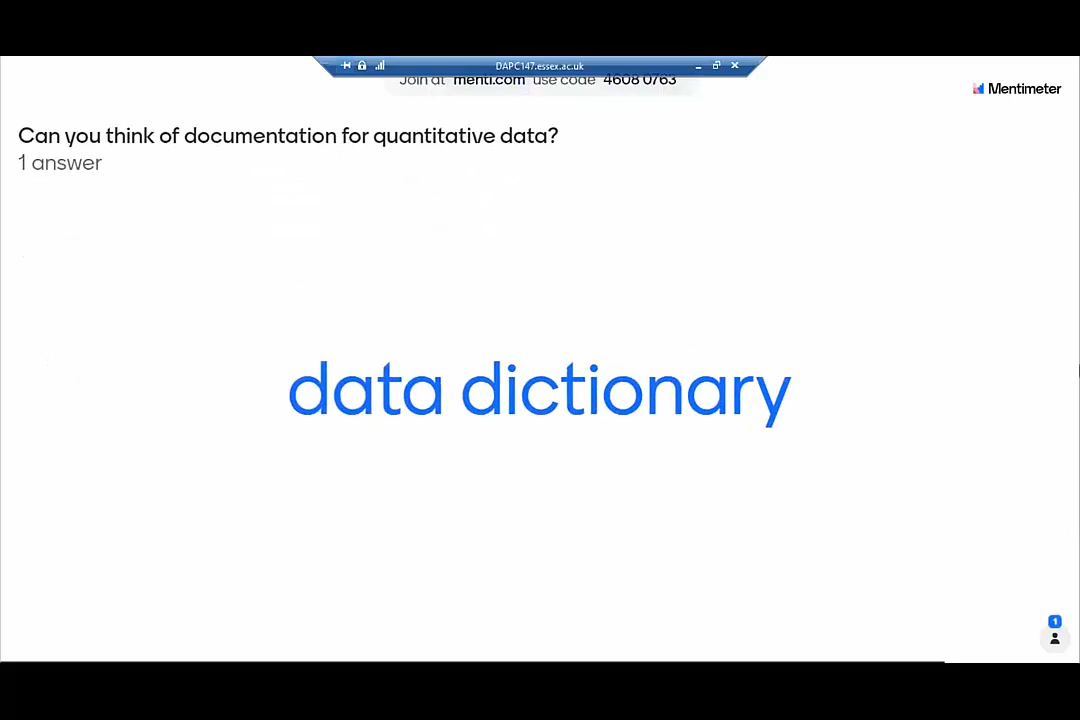 DAPC147.essex.ac.uk
Join at menti.com use code 4608 0763
Mentimeter
Can you think of documentation for quantitative data?
1 answer
data dictionary
1